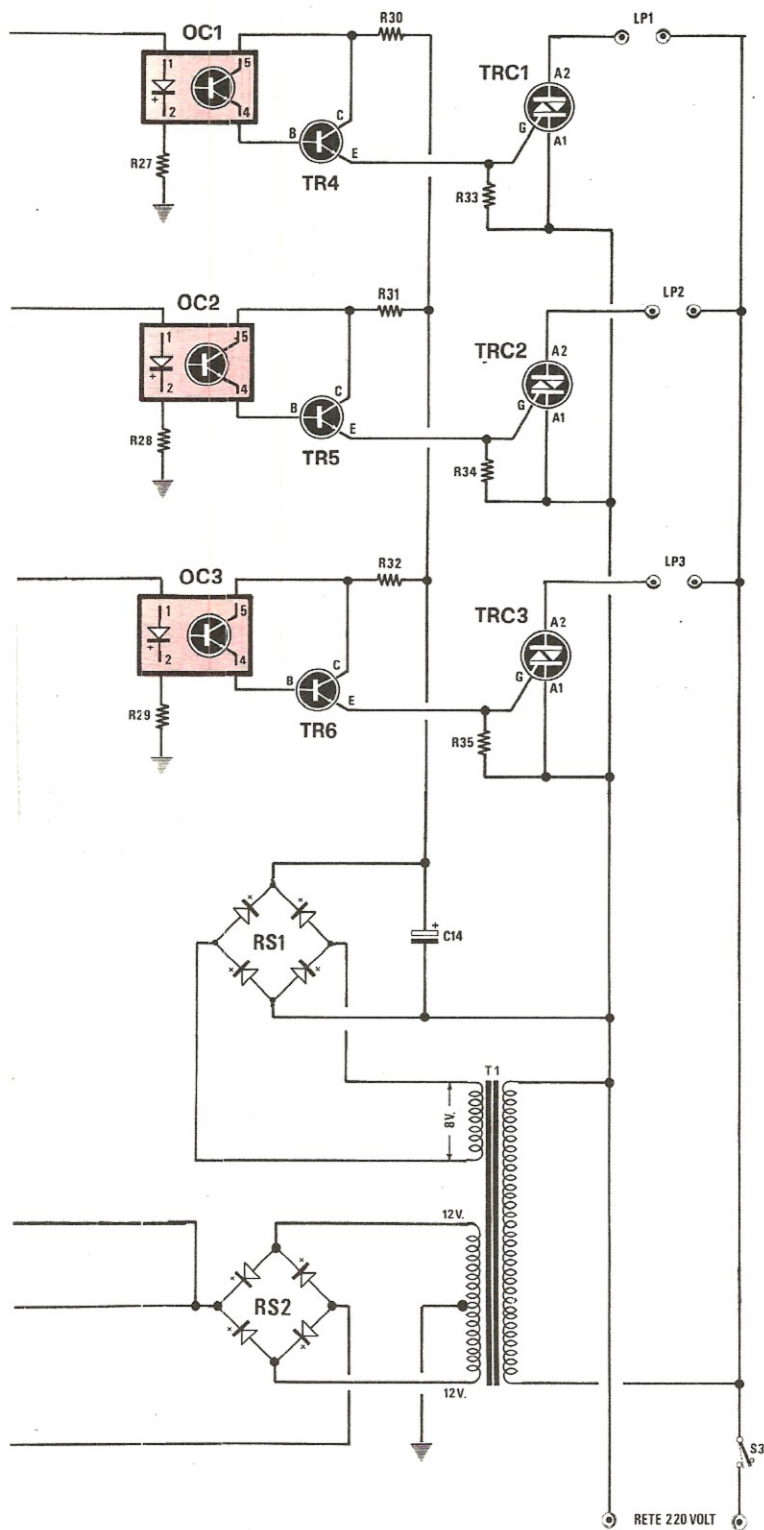 OC1
R30
LP1
1
5
2
4
+
TRC1
A2
G
A1
B
C
E
R27
TR4
R33
OC2
R31
LP2
1
5
2
4
+
TRC2
A2
G
A1
B
C
E
R28
TR5
R34
OC3
R32
LP3
1
5
2
4
+
TRC3
A2
G
A1
B
C
E
R29
TR6
R35
RS1
+
C14
T1
8V.
12V.
RS2
12V.
S3
RETE 220 VOLT